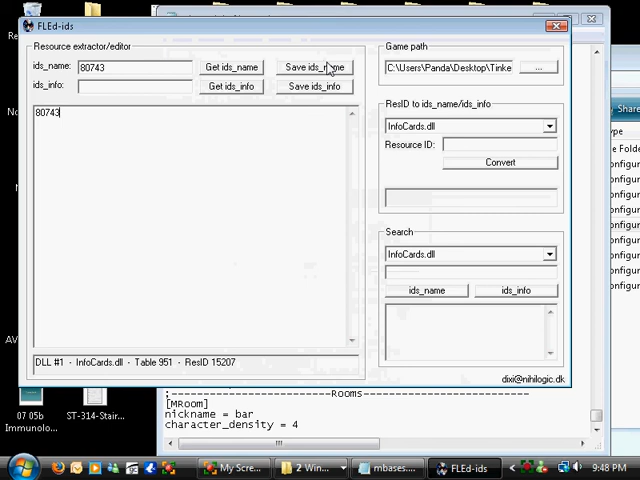 FLEd-ids
Resource extractor/editor
ids_name:
80743
Get ids_name
Save ids_name
ids_info:
Get ids_info
Save ids_info
80743
DLL #1 · InfoCards.dll · Table 951 · ResID 15207
Game path
C:\Users\Panda\Desktop\Tinke
...
ResID to ids_name/ids_info
InfoCards.dll
Resource ID:
Convert
Search
InfoCards.dll
ids_name
ids_info
dixi@nihilogic.dk
Share
Folde
onfigur
onfigur
onfigur
onfigur
onfigur
onfigur
onfigur
07 05b
Immunolo...
ST-314-Stair...
;----------------------------Rooms----------------------------
[MRoom]
nickname = bar
character_density = 4
My Scre...
2 Win...
mbases....
FLEd-ids
9:48 PM